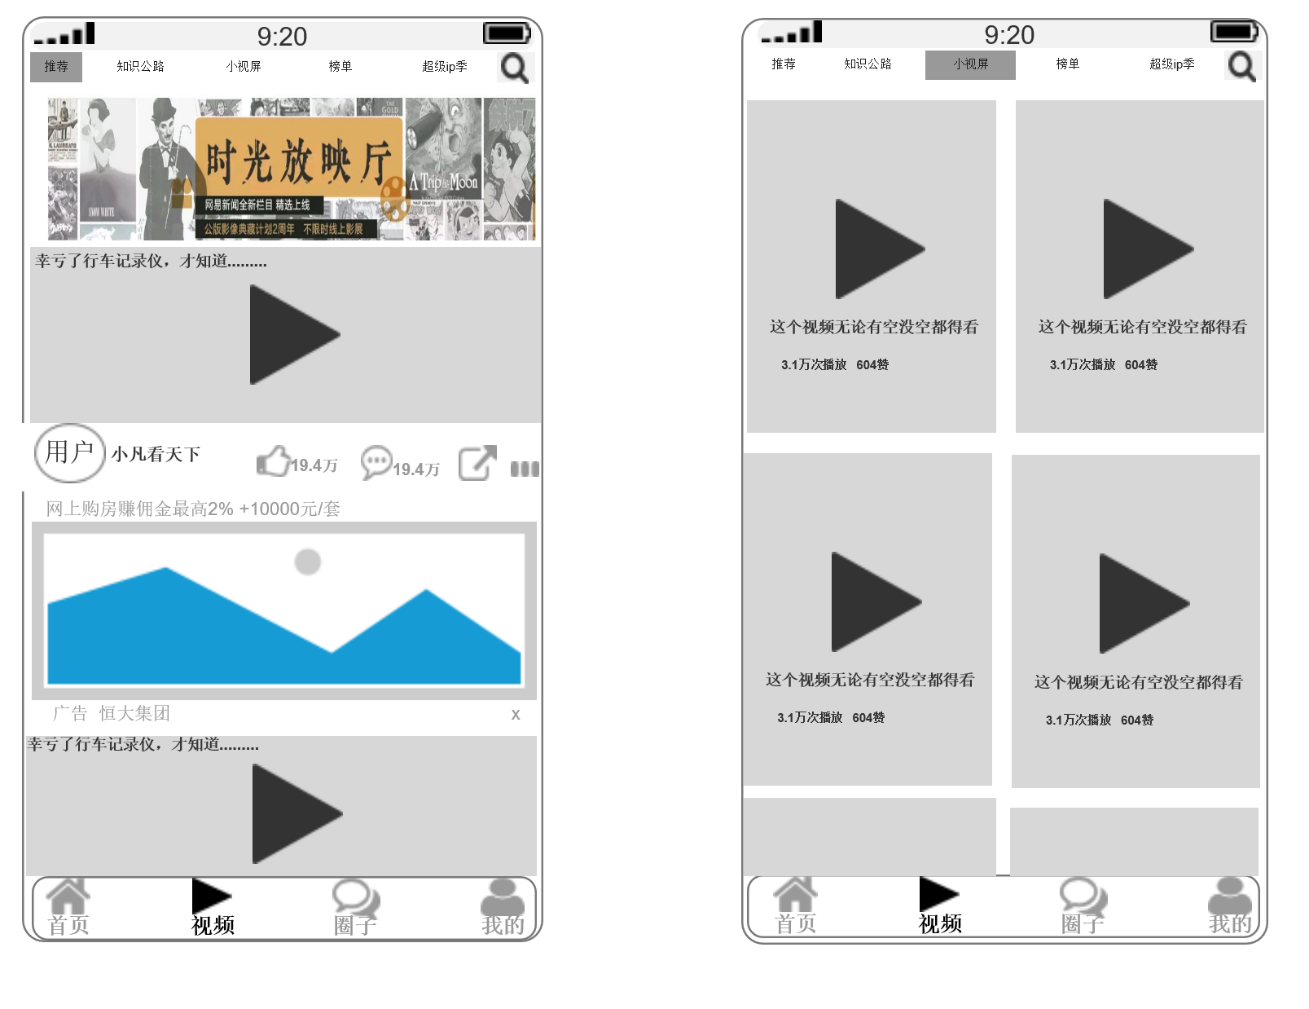 9:20
推荐 知识公路 小视屏 榜单 超级ip季
时光放映厅
A Trip to the Moon
SNOW WHITE
网易新闻全新栏目 精选上线
公版影像典藏计划2周年 不限时线上影展
幸亏了行车记录仪，才知道.........
用户 小凡看天下 19.4万 19.4万
网上购房赚佣金最高2% +10000元/套
广告 恒大集团 x
幸亏了行车记录仪，才知道.........
首页 视频 圈子 我的
9:20
推荐 知识公路 小视屏 榜单 超级ip季
这个视频无论有空没空都得看
3.1万次播放 604赞
这个视频无论有空没空都得看
3.1万次播放 604赞
这个视频无论有空没空都得看
3.1万次播放 604赞
这个视频无论有空没空都得看
3.1万次播放 604赞
首页 视频 圈子 我的